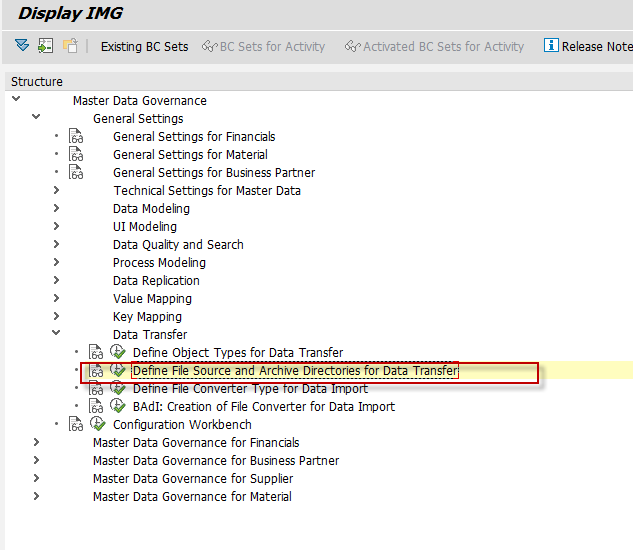 Display IMG
Existing BC Sets BC Sets for Activity Activated BC Sets for Activity Release Note
Structure
Master Data Governance
General Settings
General Settings for Financials
General Settings for Material
General Settings for Business Partner
Technical Settings for Master Data
Data Modeling
UI Modeling
Data Quality and Search
Process Modeling
Data Replication
Value Mapping
Key Mapping
Data Transfer
Define Object Types for Data Transfer
Define File Source and Archive Directories for Data Transfer
Define File Converter Type for Data Import
BAdI: Creation of File Converter for Data Import
Configuration Workbench
Master Data Governance for Financials
Master Data Governance for Business Partner
Master Data Governance for Supplier
Master Data Governance for Material